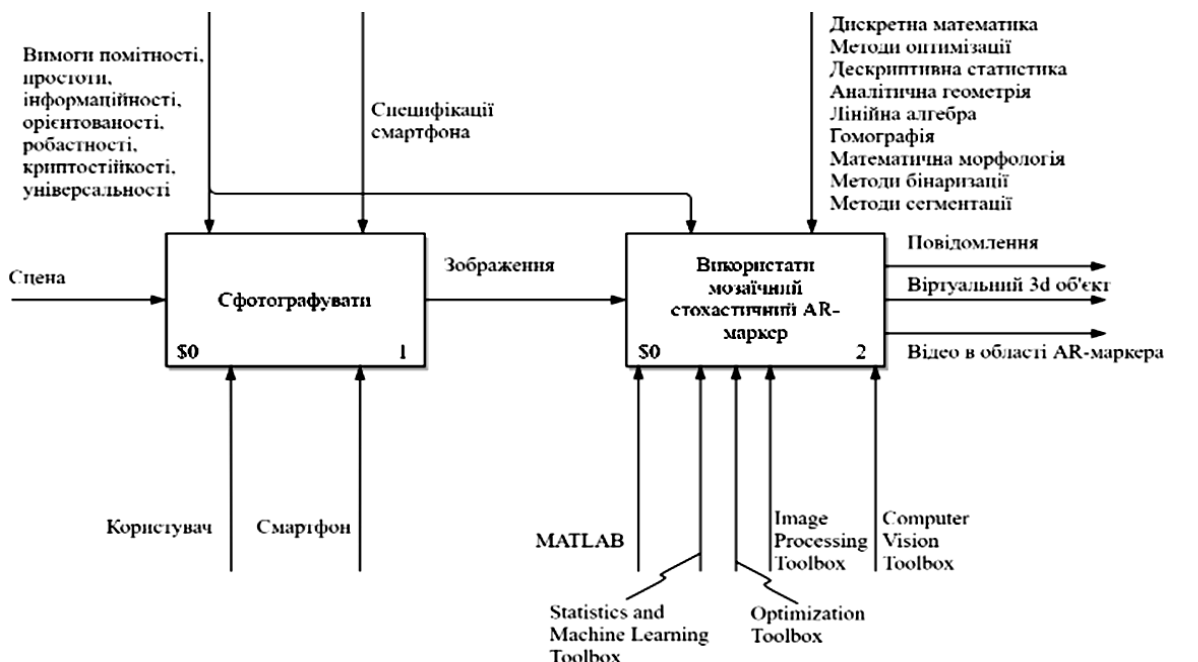 Вимоги помітності,
простоти,
інформаційності,
орієнтованості,
робастності,
криптостійкості,
універсальності
Специфікації
смартфона
Дискретна математика
Методи оптимізації
Дескриптивна статистика
Аналітична геометрія
Лінійна алгебра
Гомографія
Математична морфологія
Методи бінаризації
Методи сегментації
Сцена
Сфотографувати
$0
1
Зображення
Використати
мозаїчний
стохастичний AR-
маркер
$0
2
Повідомлення
Віртуальний 3d об'єкт
Відео в області AR-маркера
Користувач
Смартфон
MATLAB
Statistics and
Machine Learning
Toolbox
Optimization
Toolbox
Image
Processing
Toolbox
Computer
Vision
Toolbox